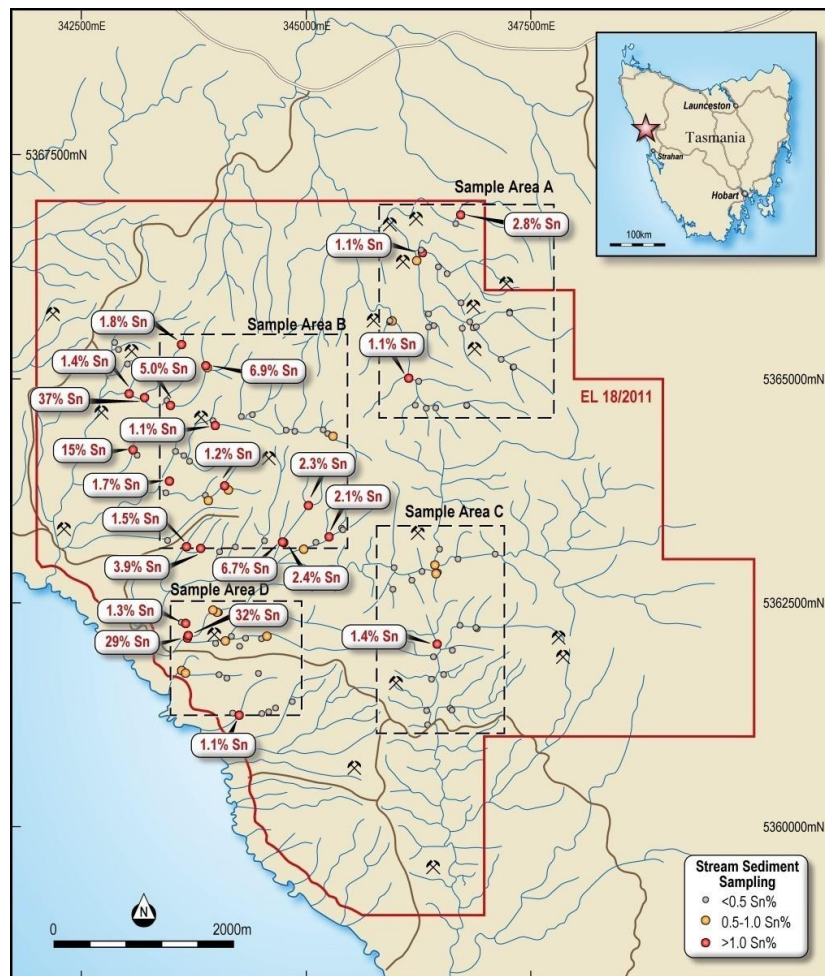 342500mE
345000mE
347500mE
Launceston
Tasmania
Strahan
Hobart
100km
5367500mN
Sample Area A
2.8% Sn
1.1% Sn
1.8% Sn
Sample Area B
1.4% Sn
5.0% Sn
6.9% Sn
1.1% Sn
5365000mN
EL 18/2011
37% Sn
1.1% Sn
15% Sn
1.2% Sn
1.7% Sn
2.3% Sn
2.1% Sn
1.5% Sn
Sample Area C
3.9% Sn
6.7% Sn
2.4% Sn
Sample Area D
5362500mN
1.3% Sn
32% Sn
29% Sn
1.4% Sn
1.1% Sn
5360000mN
Stream Sediment
Sampling
<0.5 Sn%
0.5-1.0 Sn%
>1.0 Sn%
N
0
2000m